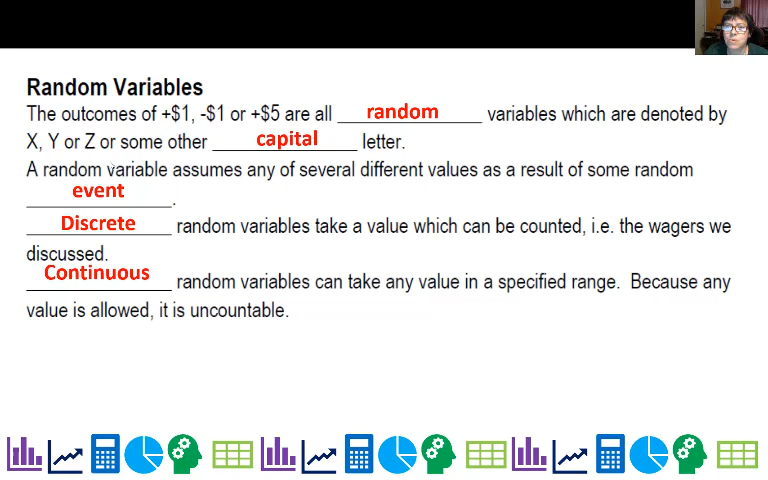 Random Variables
The outcomes of +$1, -$1 or +$5 are all random variables which are denoted by
X, Y or Z or some other capital letter.
A random variable assumes any of several different values as a result of some random
event.
Discrete random variables take a value which can be counted, i.e. the wagers we
discussed.
Continuous random variables can take any value in a specified range. Because any
value is allowed, it is uncountable.